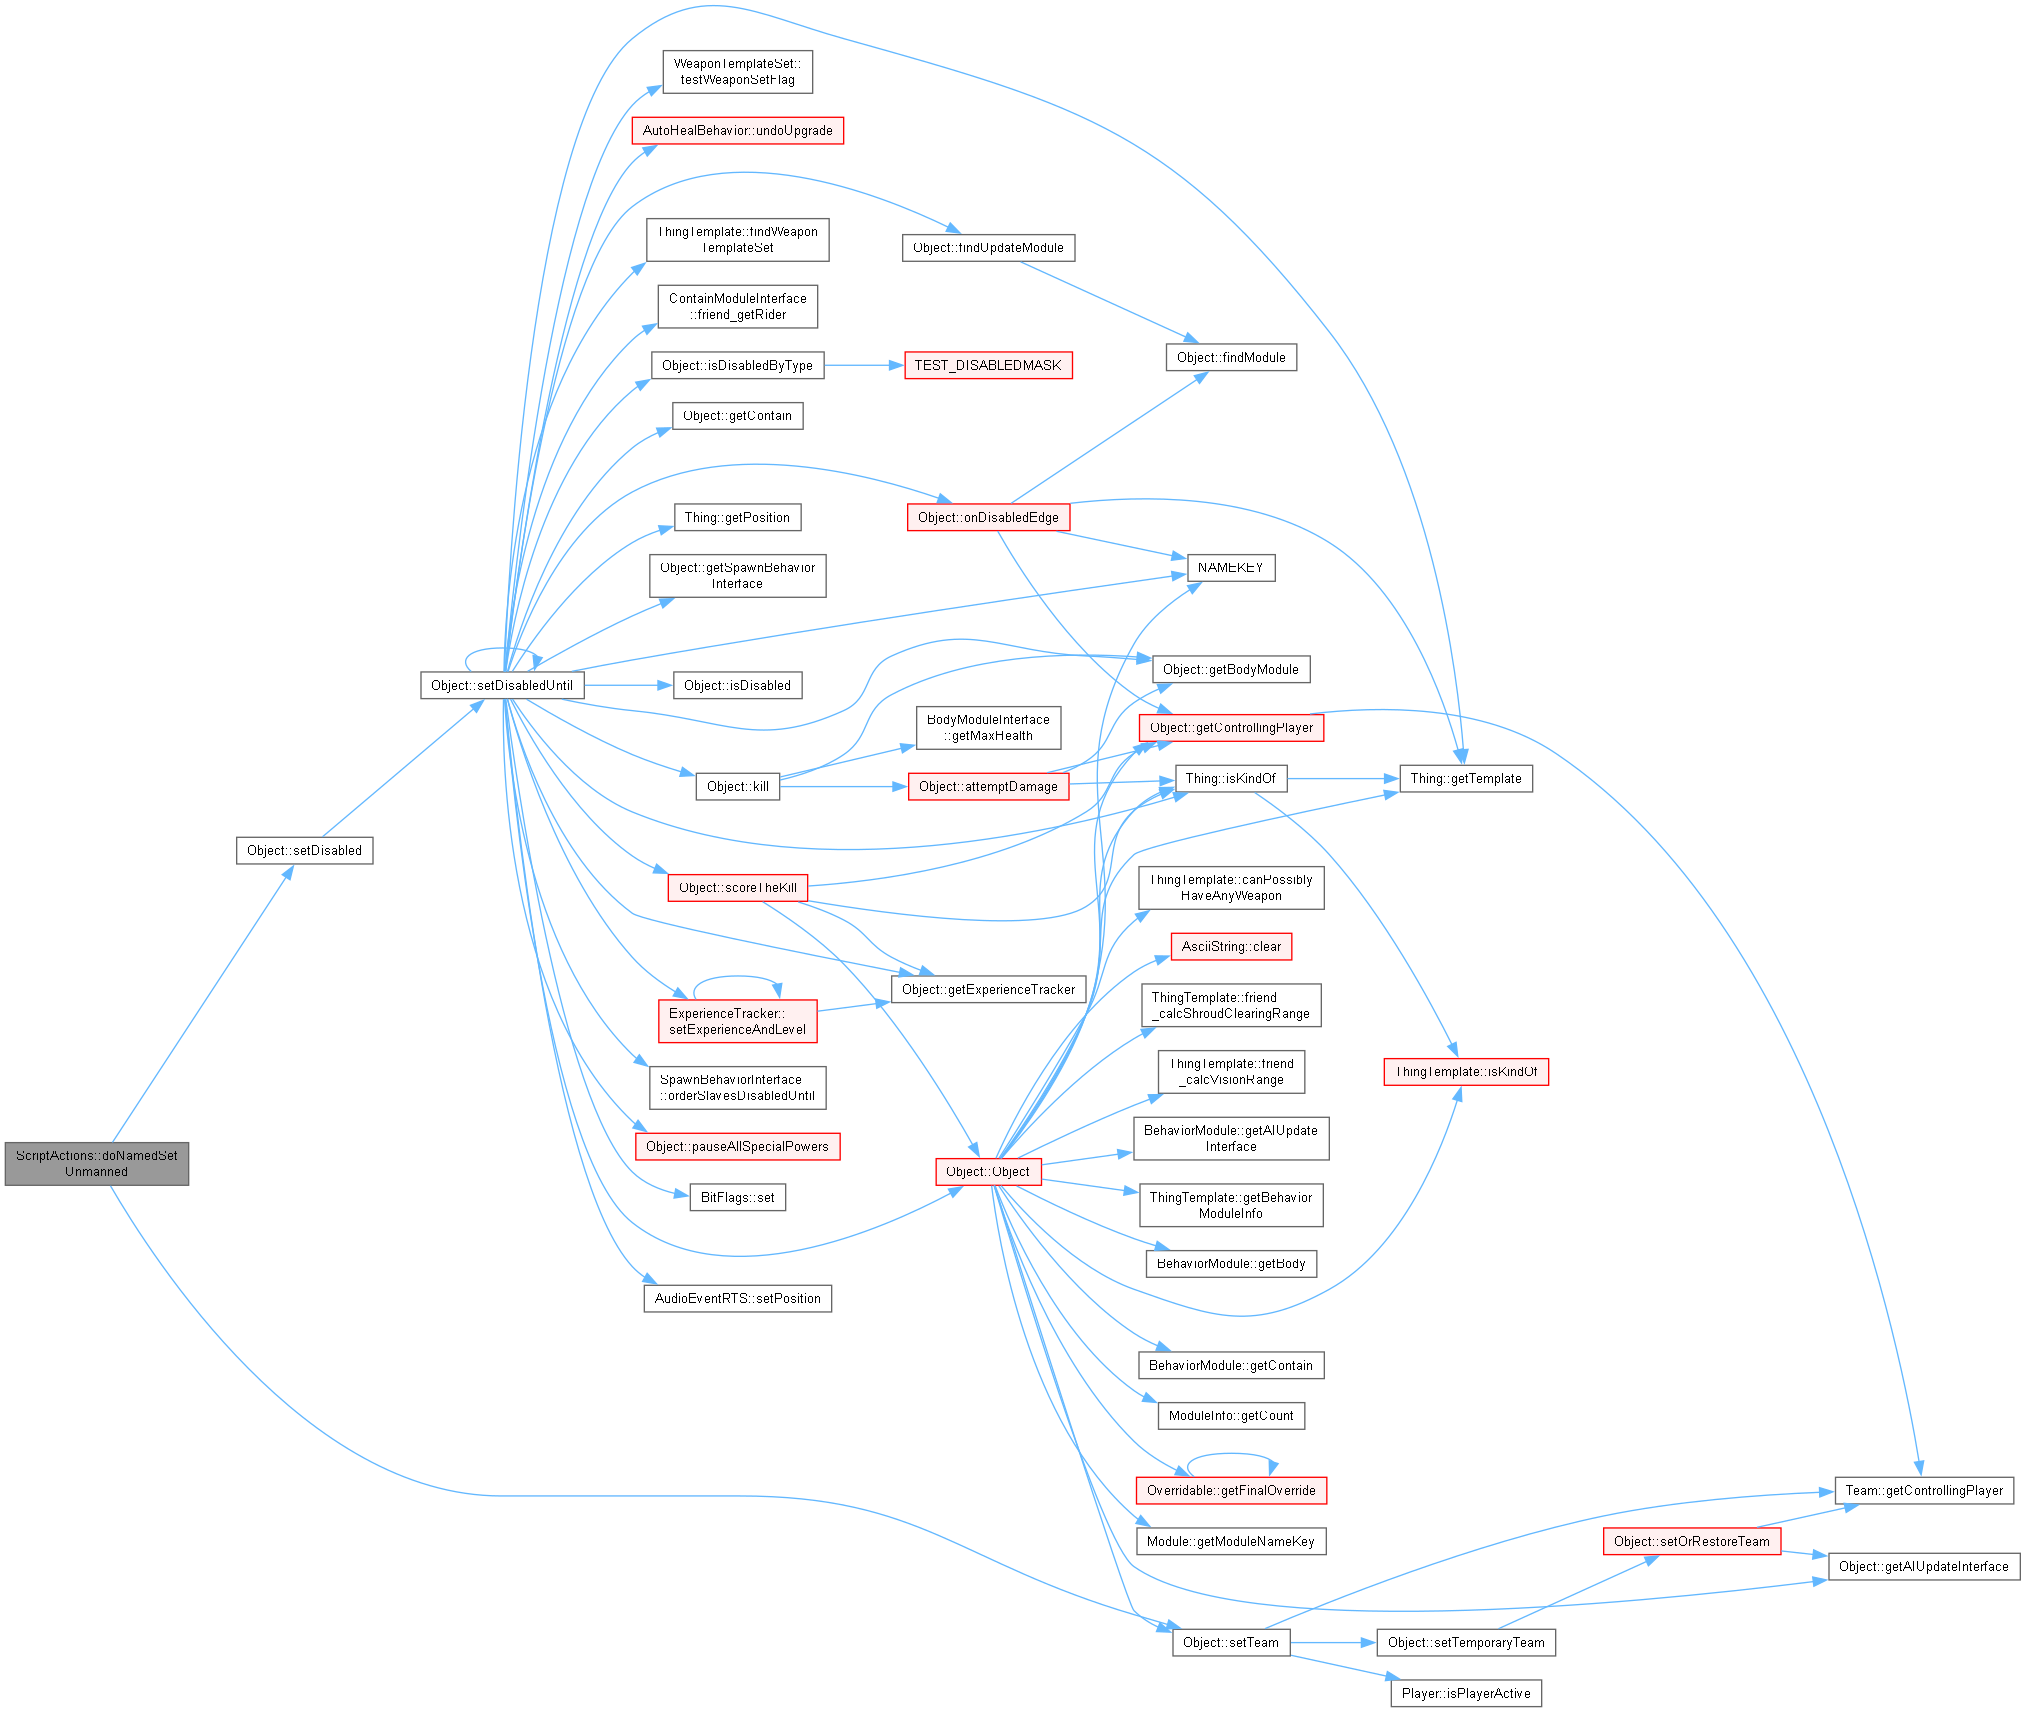 WeaponTemplateSet::
testWeaponSetFlag
AutoHealBehavior::undoUpgrade
ThingTemplate::findWeapon
TemplateSet
Object::findUpdateModule
ContainModuleInterface
::friend_getRider
Object::findModule
Object::isDisabledByType
TEST_DISABLEDMASK
Object::getContain
Thing::getPosition
Object::onDisabledEdge
Object::getSpawnBehavior
Interface
NAMEKEY
Object::setDisabledUntil
Object::isDisabled
Object::getBodyModule
BodyModuleInterface
::getMaxHealth
Object::getControllingPlayer
Object::kill
Object::attemptDamage
Thing::isKindOf
Thing::getTemplate
Object::setDisabled
Object::scoreTheKill
ThingTemplate::canPossibly
HaveAnyWeapon
AsciiString::clear
Object::getExperienceTracker
ThingTemplate::friend
_calcShroudClearingRange
ExperienceTracker::
setExperienceAndLevel
ThingTemplate::friend
_calcVisionRange
ThingTemplate::isKindOf
SpawnBehaviorInterface
::orderSlavesDisabledUntil
BehaviorModule::getAIUpdate
Interface
Object::pauseAllSpecialPowers
ScriptActions::doNamedSet
Unmanned
Object::Object
BitFlags::set
ThingTemplate::getBehavior
ModuleInfo
BehaviorModule::getBody
AudioEventRTS::setPosition
BehaviorModule::getContain
ModuleInfo::getCount
Overridable::getFinalOverride
Team::getControllingPlayer
Module::getModuleNameKey
Object::setOrRestoreTeam
Object::getAIUpdateInterface
Object::setTeam
Object::setTemporaryTeam
Player::isPlayerActive